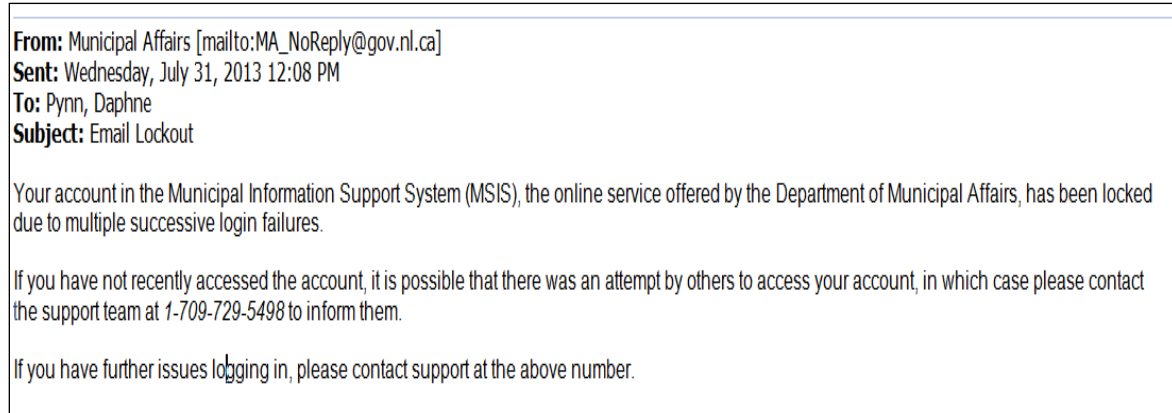 From: Municipal Affairs [mailto:MA_NoReply@gov.nl.ca]
Sent: Wednesday, July 31, 2013 12:08 PM
To: Pynn, Daphne
Subject: Email Lockout
Your account in the Municipal Information Support System (MSIS), the online service offered by the Department of Municipal Affairs, has been locked
due to multiple successive login failures.
If you have not recently accessed the account, it is possible that there was an attempt by others to access your account, in which case please contact
the support team at 1-709-729-5498 to inform them.
If you have further issues logging in, please contact support at the above number.